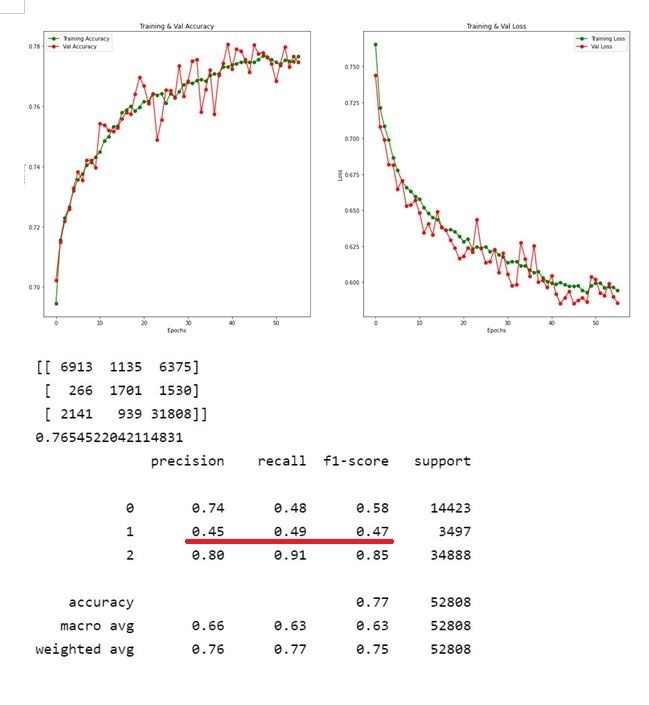 Training & Val Accuracy
Training Accuracy
Val Accuracy
0.78
0.76
0.74
0.72
0.70
0
10
20
30
40
50
Epochs
Training & Val Loss
Training Loss
Val Loss
0.750
0.725
0.700
0.675
0.650
0.625
0.600
Loss
0
10
20
30
40
50
Epochs
[[ 6913 1135 6375]
[ 266 1701 1530]
[ 2141 939 31808]]
0.7654522042114831
precision recall f1-score support
0 0.74 0.48 0.58 14423
1 0.45 0.49 0.47 3497
2 0.80 0.91 0.85 34888
accuracy 0.77 52808
macro avg 0.66 0.63 0.63 52808
weighted avg 0.76 0.77 0.75 52808